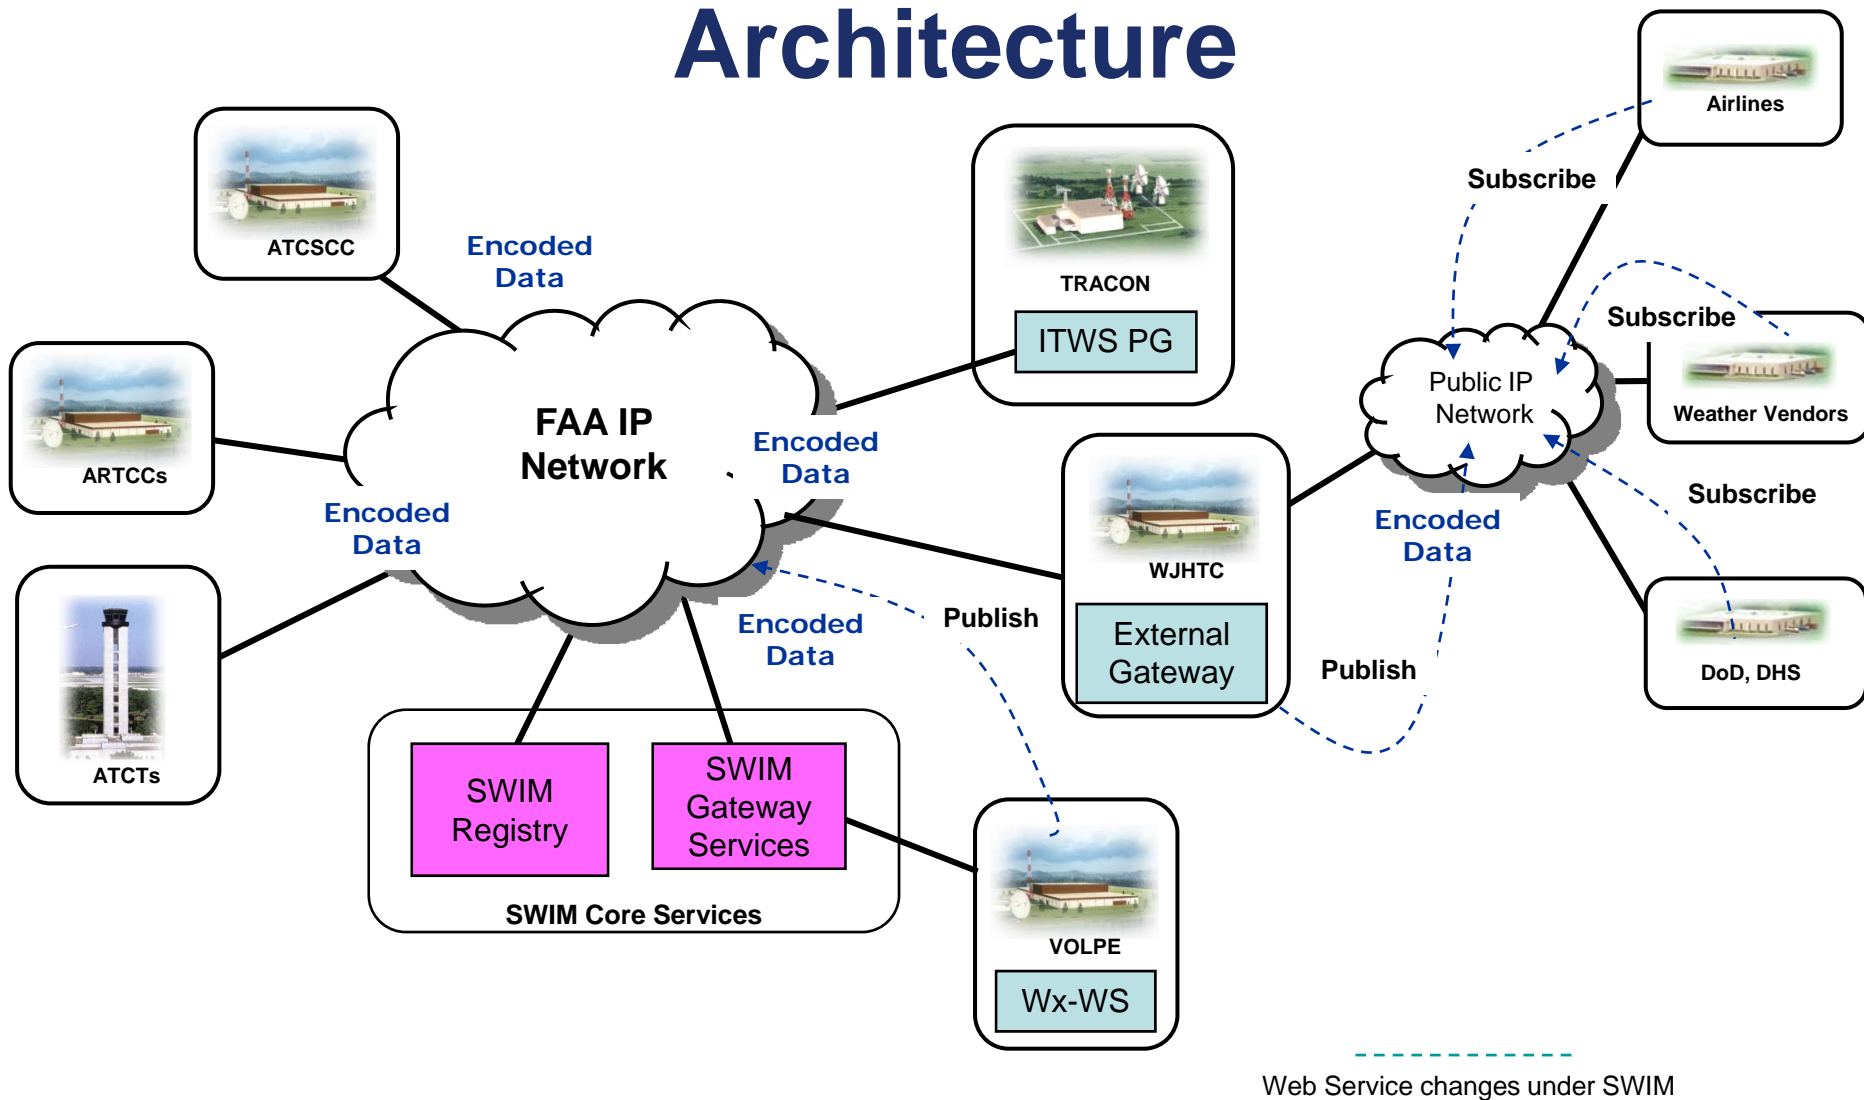 Architecture
Airlines
Subscribe
ATCSCC
Encoded
Data
TRACON
ITWS PG
Subscribe
Public IP
Network
Weather Vendors
FAA IP
Network
Encoded
Data
ARTCCs
Encoded
Data
Subscribe
Encoded
Data
WJHTC
External
Gateway
Encoded
Data
Publish
Publish
DoD, DHS
ATCTs
SWIM
Registry
SWIM
Gateway
Services
SWIM Core Services
VOLPE
Wx-WS
Web Service changes under SWIM